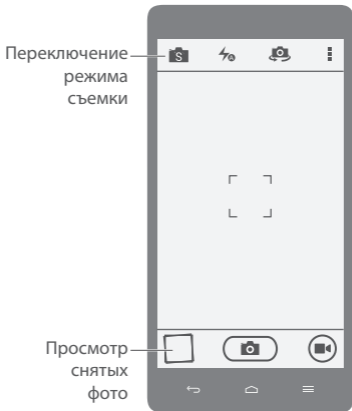 Переключение
режима
съемки
S
Просмотр
снятых
фото